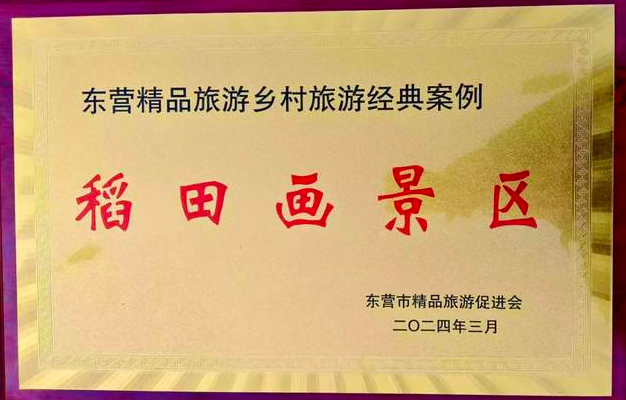 东营精品旅游乡村旅游经典案例
稻田画景区
东营市精品旅游促进会
二〇二四年三月